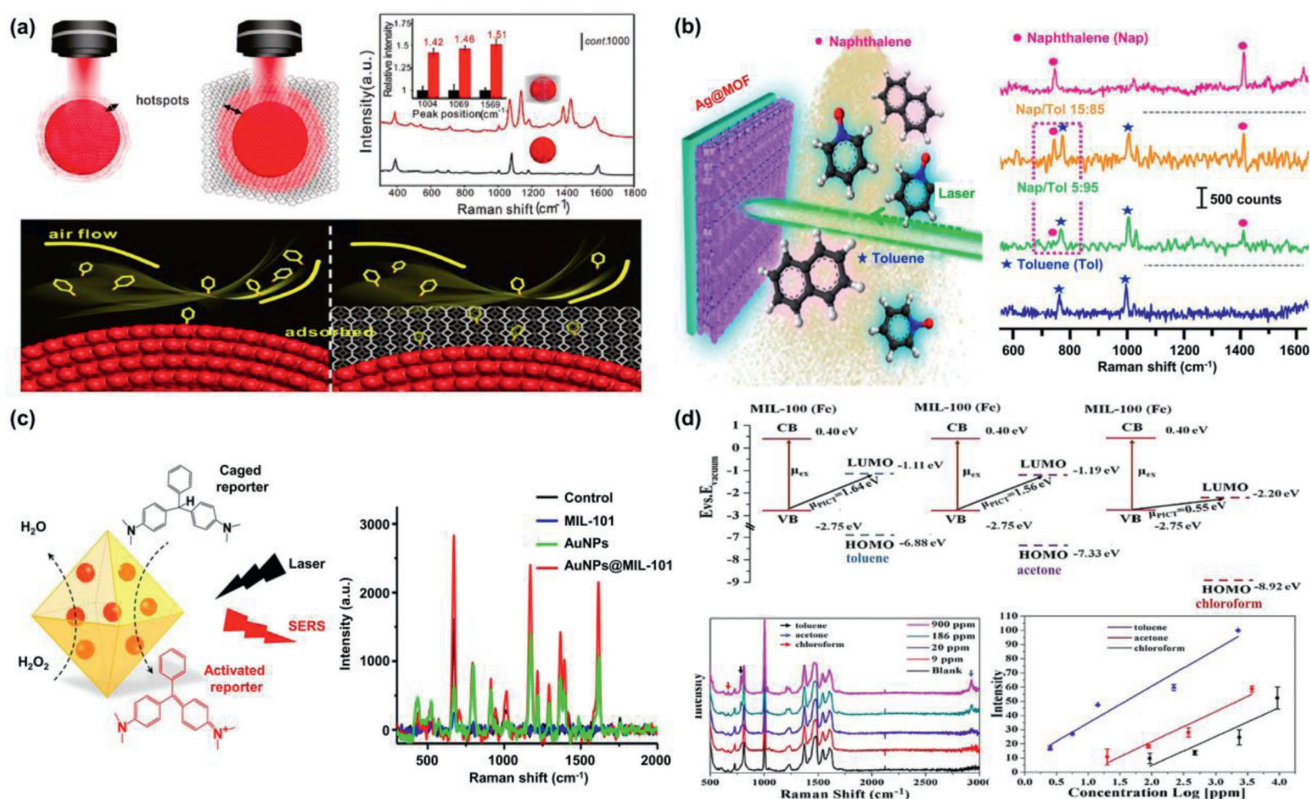 (a)
hotspots
1.75
1.5
1.25
1.00
Relative intensity
1.42
1.46
1.51
1004 1069 1569
Peak position(cm⁻¹)
cont.1000
Intensity(a.u.)
400 600 800 1000 1200 1400 1600 1800
Raman shift(cm⁻¹)
air flow
adsorbed
(b)
Naphthalene
Ag@MOF
Laser
Toluene
Naphthalene (Nap)
Nap/Tol 15:85
Nap/Tol 5:95
500 counts
Toluene (Tol)
600 800 1000 1200 1400 1600
Raman shift (cm⁻¹)
(c)
Caged
reporter
H
H₂O
Laser
SERS
H₂O₂
Activated
reporter
N
N
N
N⁺
Control
MIL-101
AuNPs
AuNPs@MIL-101
3000
2000
1000
0
Intensity (a.u.)
500 1000 1500 2000
Raman shift (cm⁻¹)
(d)
MIL-100 (Fe) MIL-100 (Fe) MIL-100 (Fe)
CB 0.40 eV CB 0.40 eV CB 0.40 eV
Evs.Evacuum
1
0
-1
-2
-3
-6
-7
-8
-9
μex μex μex
LUMO -1.11 eV LUMO -1.19 eV LUMO -2.20 eV
μPICT=1.64eV μPICT=1.56eV μPICT=0.55eV
VB -2.75 eV VB -2.75 eV VB -2.75 eV
HOMO -6.88 eV
toluene
HOMO -7.33 eV
acetone
HOMO -8.92 eV
chloroform
toluene
acetone
chloroform
900 ppm
186 ppm
20 ppm
9 ppm
Blank
Intensity
500 1000 1500 2000 2500 3000
Raman Shift (cm⁻¹)
110
100
90
80
70
60
50
40
30
20
10
0
Intensity
toluene
acetone
chloroform
0.0 0.5 1.0 1.5 2.0 2.5 3.0 3.5 4.0
Concentration Log [ppm]